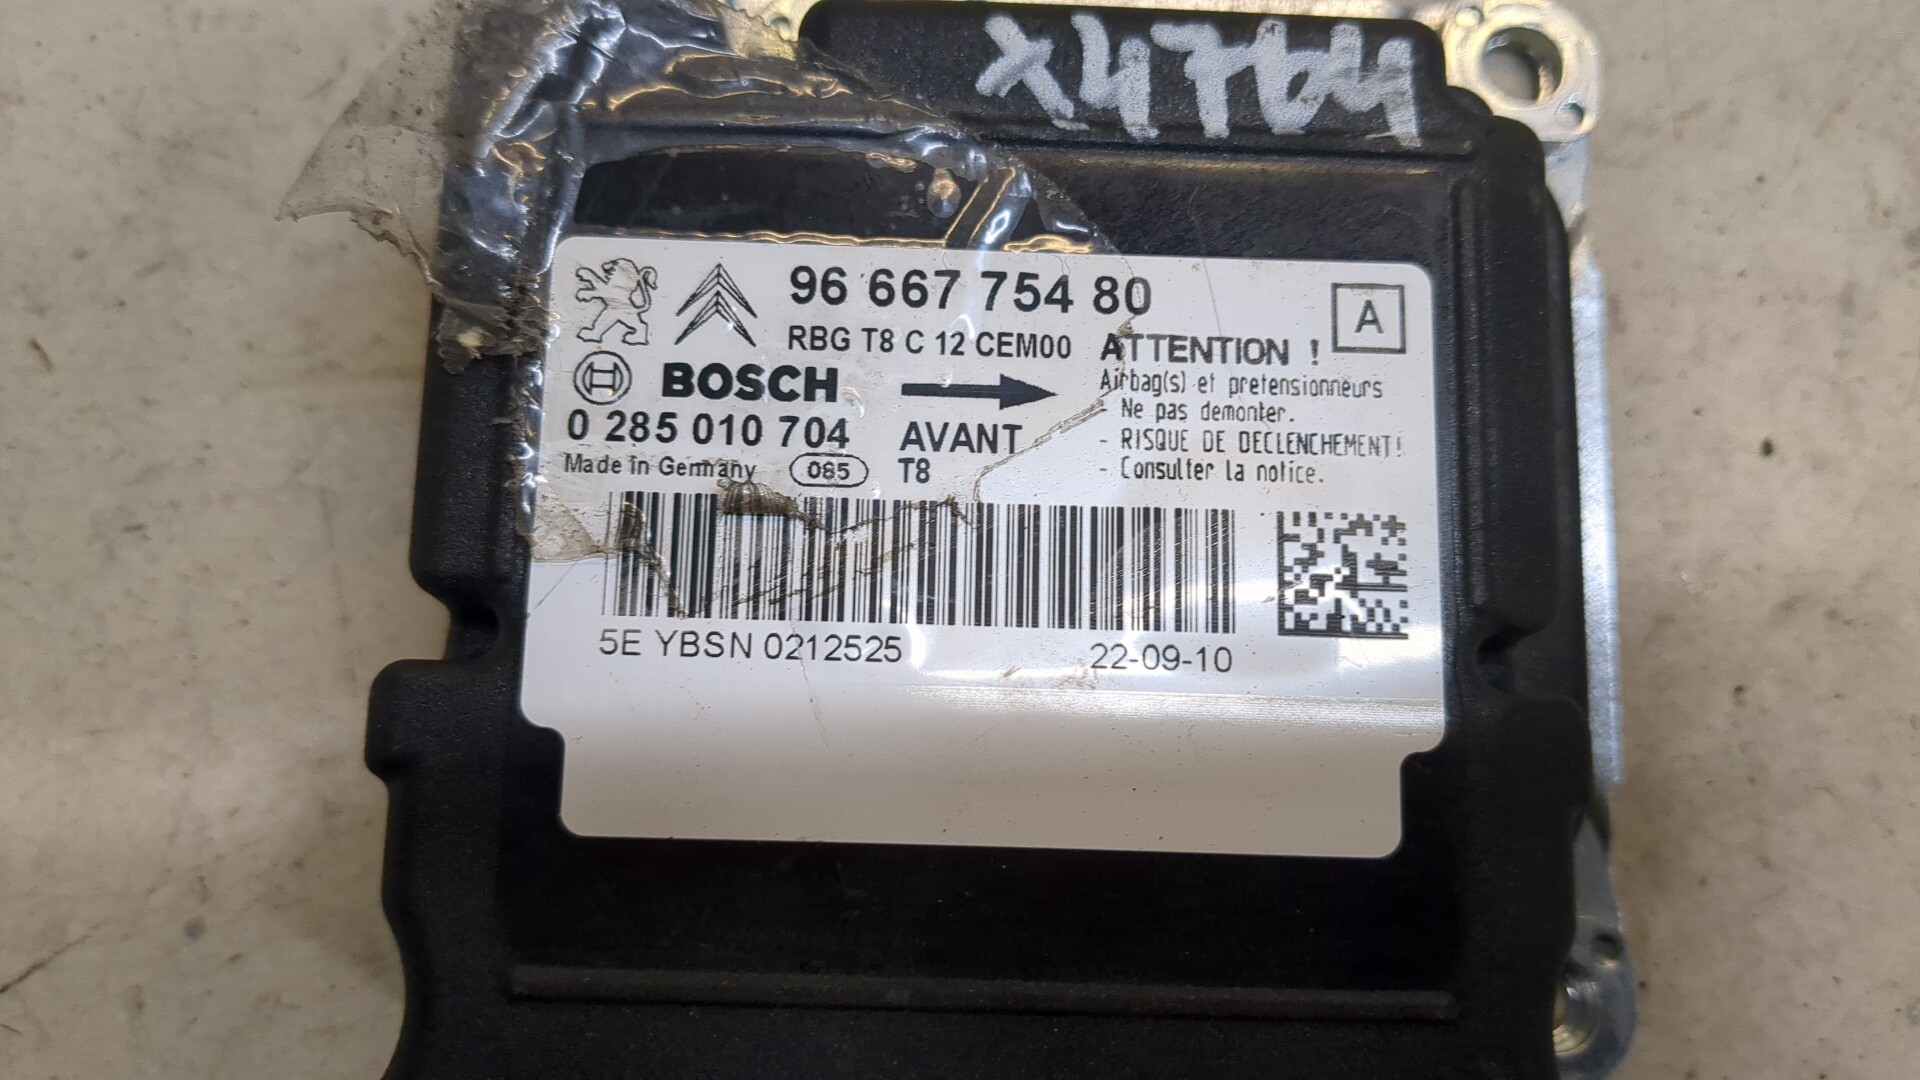 x4764
96 667 754 80
A
RBG T8 C 12 CEM00
ATTENTION !
BOSCH
Airbag(s) et pretensionneurs
- Ne pas demonter.
0 285 010 704
AVANT
- RISQUE DE DECLENCHEMENT!
Made in Germany
085
T8
- Consulter la notice.
5E YBSN 0212525
22-09-10